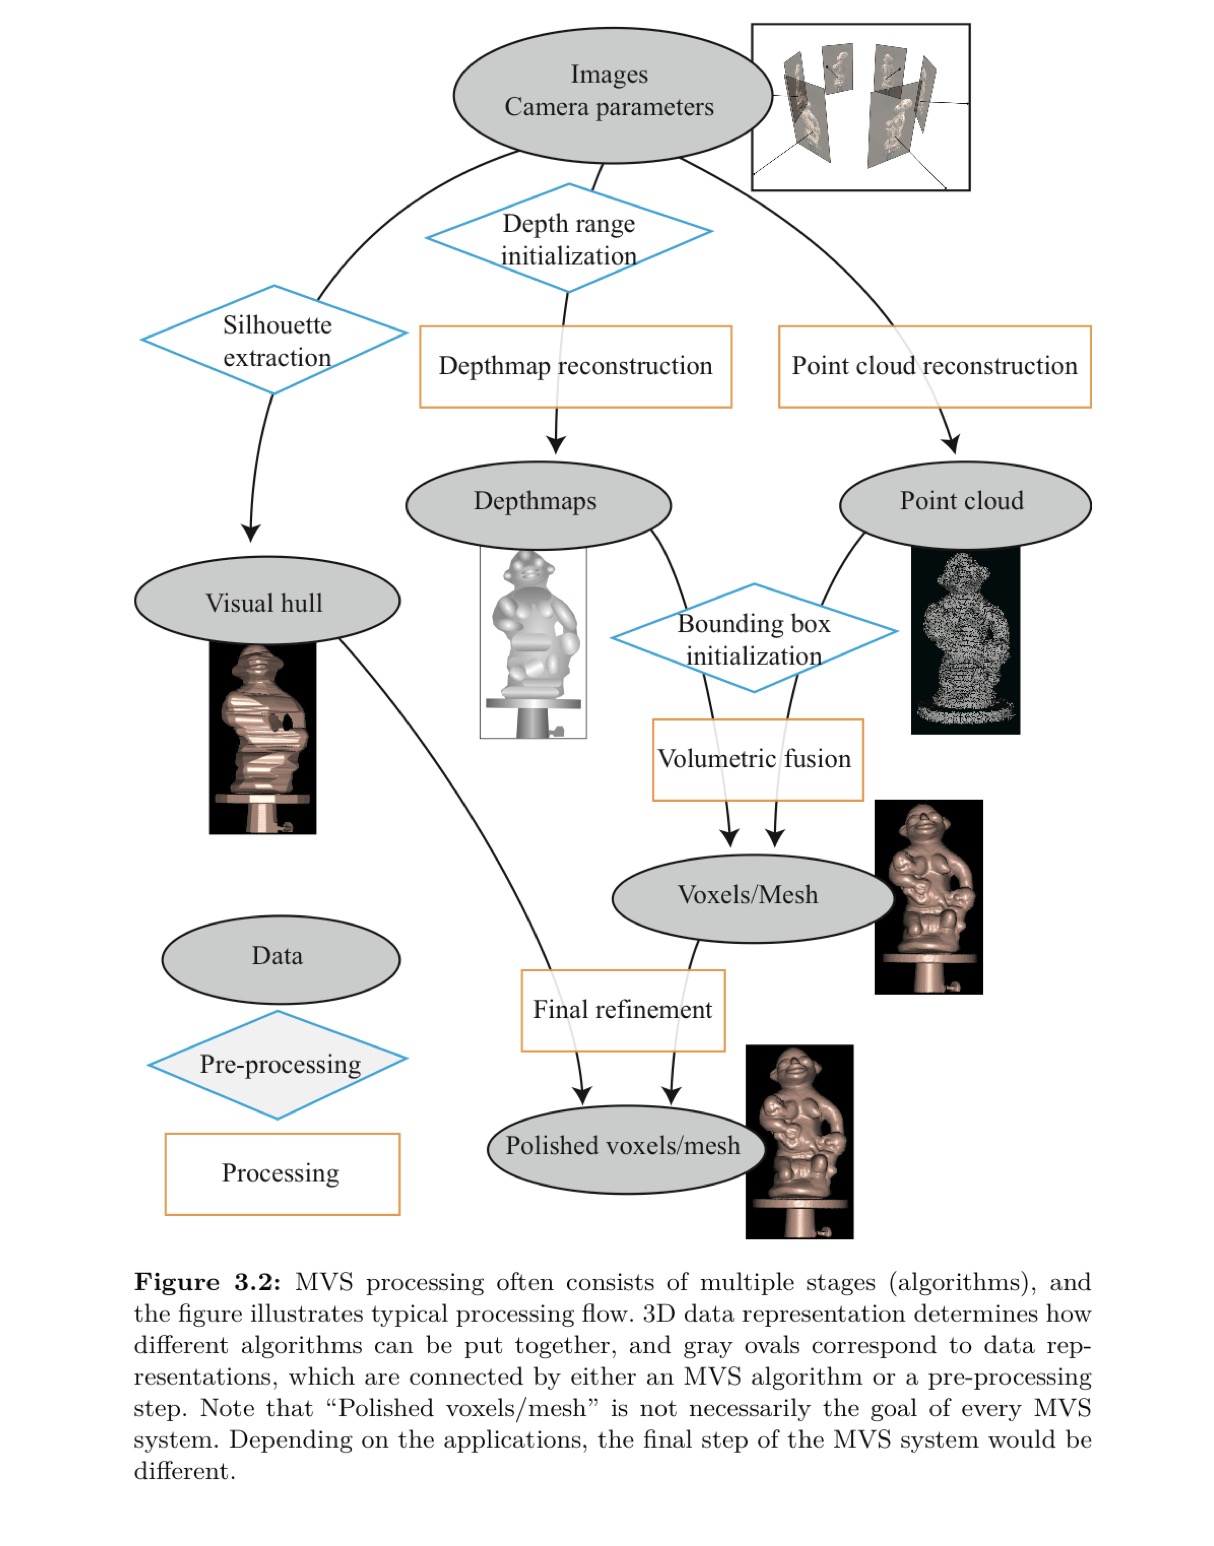 Images
Camera parameters
Depth range
initialization
Silhouette
extraction
Depthmap reconstruction
Point cloud reconstruction
Depthmaps
Point cloud
Visual hull
Bounding box
initialization
Volumetric fusion
Voxels/Mesh
Data
Final refinement
Pre-processing
Polished voxels/mesh
Processing
Figure 3.2: MVS processing often consists of multiple stages (algorithms), and
the figure illustrates typical processing flow. 3D data representation determines how
different algorithms can be put together, and gray ovals correspond to data rep-
resentations, which are connected by either an MVS algorithm or a pre-processing
step. Note that “Polished voxels/mesh” is not necessarily the goal of every MVS
system. Depending on the applications, the final step of the MVS system would be
different.